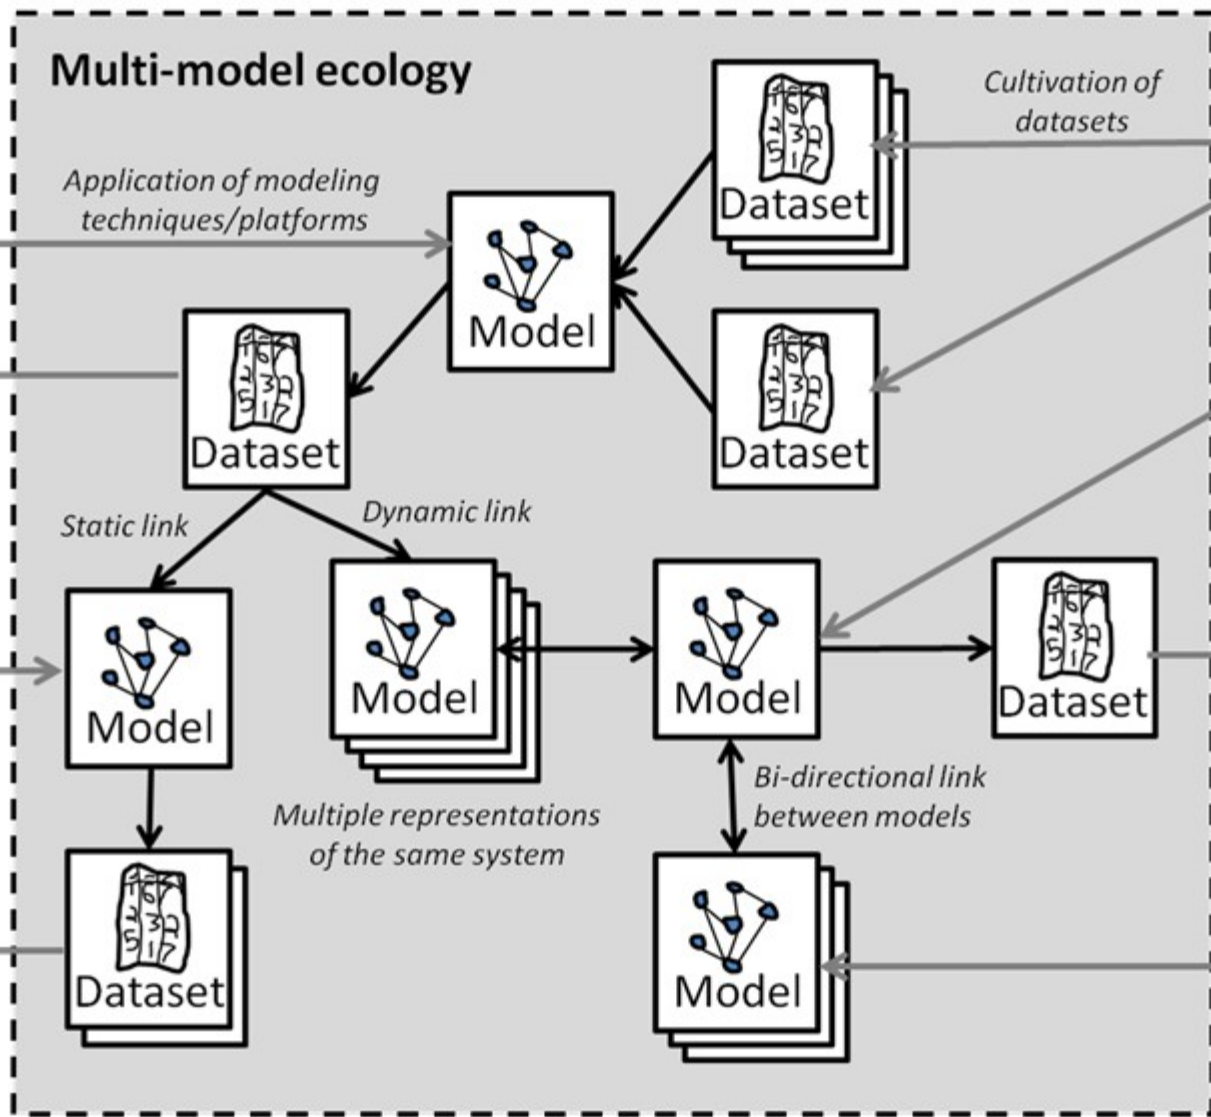 Multi-model ecology
Cultivation of
datasets
Application of modeling
techniques/platforms
Dataset
Model
Dataset
Dataset
Static link
Dynamic link
Model
Model
Model
Dataset
Multiple representations
of the same system
Bi-directional link
between models
Dataset
Model